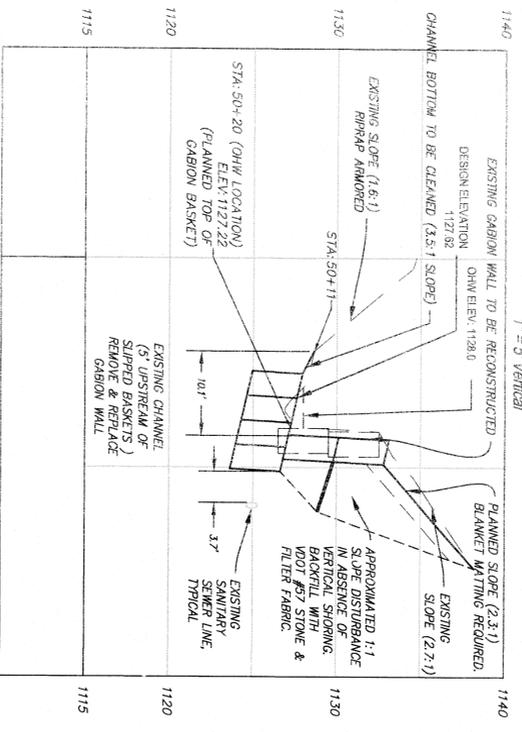 1" = 5' vertical
1140
1130
1120
EXISTING GABION WALL TO BE RECONSTRUCTED
OHW ELEV: 1128.0
DESIGN ELEVATION
1127.62
CHANNEL BOTTOM TO BE CLEANED (3.5:1 SLOPE)
EXISTING SLOPE (1.6:1)
RIPRAP ARMORED
STA: 50+11
STA: 50+20 (OHW LOCATION)
ELEV: 1127.22
(PLANNED TOP OF
GABION BASKET)
10.1'
EXISTING CHANNEL
(5' UPSTREAM OF
SLIPPED BASKETS )
REMOVE & REPLACE
GABION WALL
PLANNED SLOPE (2.3:1)
BLANKET MATTING REQUIRED.
EXISTING
SLOPE (2.7:1)
APPROXIMATED 1:1
SLOPE DISTURBANCE
IN ABSENCE OF
VERTICAL SHORING.
BACKFILL WITH
VDOT #57 STONE &
FILTER FABRIC.
3.7'
EXISTING
SANITARY
SEWER LINE,
TYPICAL
1140
1130
1120
1115
1115